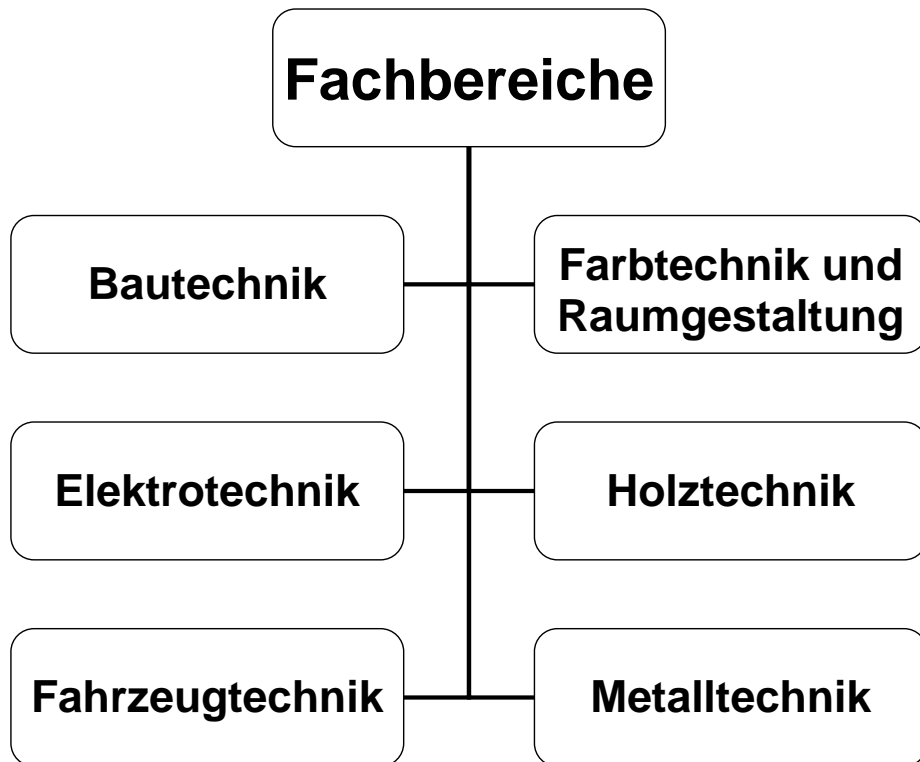 Fachbereiche
Bautechnik
Farbtechnik und
Raumgestaltung
Elektrotechnik
Holztechnik
Fahrzeugtechnik
Metalltechnik